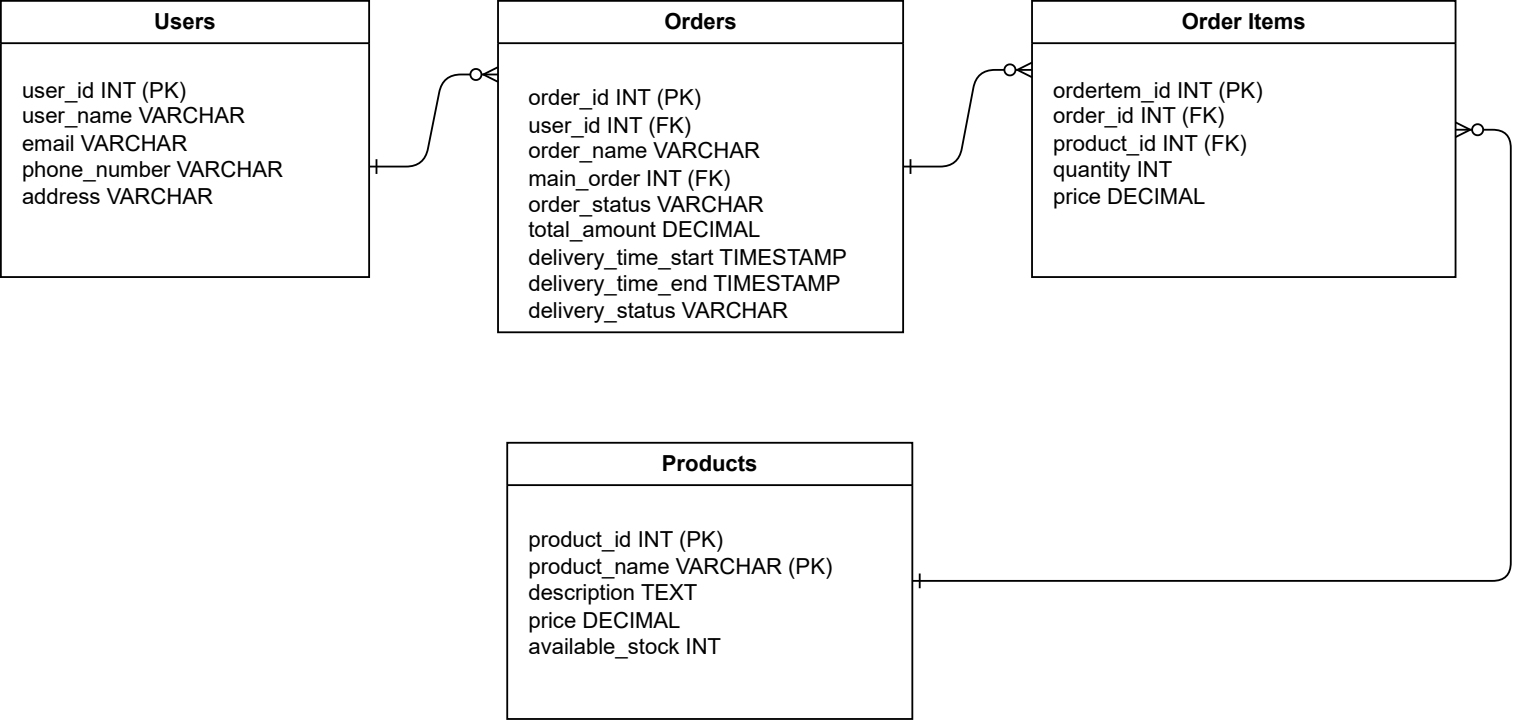 Users
user_id INT (PK)
user_name VARCHAR
email VARCHAR
phone_number VARCHAR
address VARCHAR
Orders
order_id INT (PK)
user_id INT (FK)
order_name VARCHAR
main_order INT (FK)
order_status VARCHAR
total_amount DECIMAL
delivery_time_start TIMESTAMP
delivery_time_end TIMESTAMP
delivery_status VARCHAR
Order Items
ordertem_id INT (PK)
order_id INT (FK)
product_id INT (FK)
quantity INT
price DECIMAL
Products
product_id INT (PK)
product_name VARCHAR (PK)
description TEXT
price DECIMAL
available_stock INT